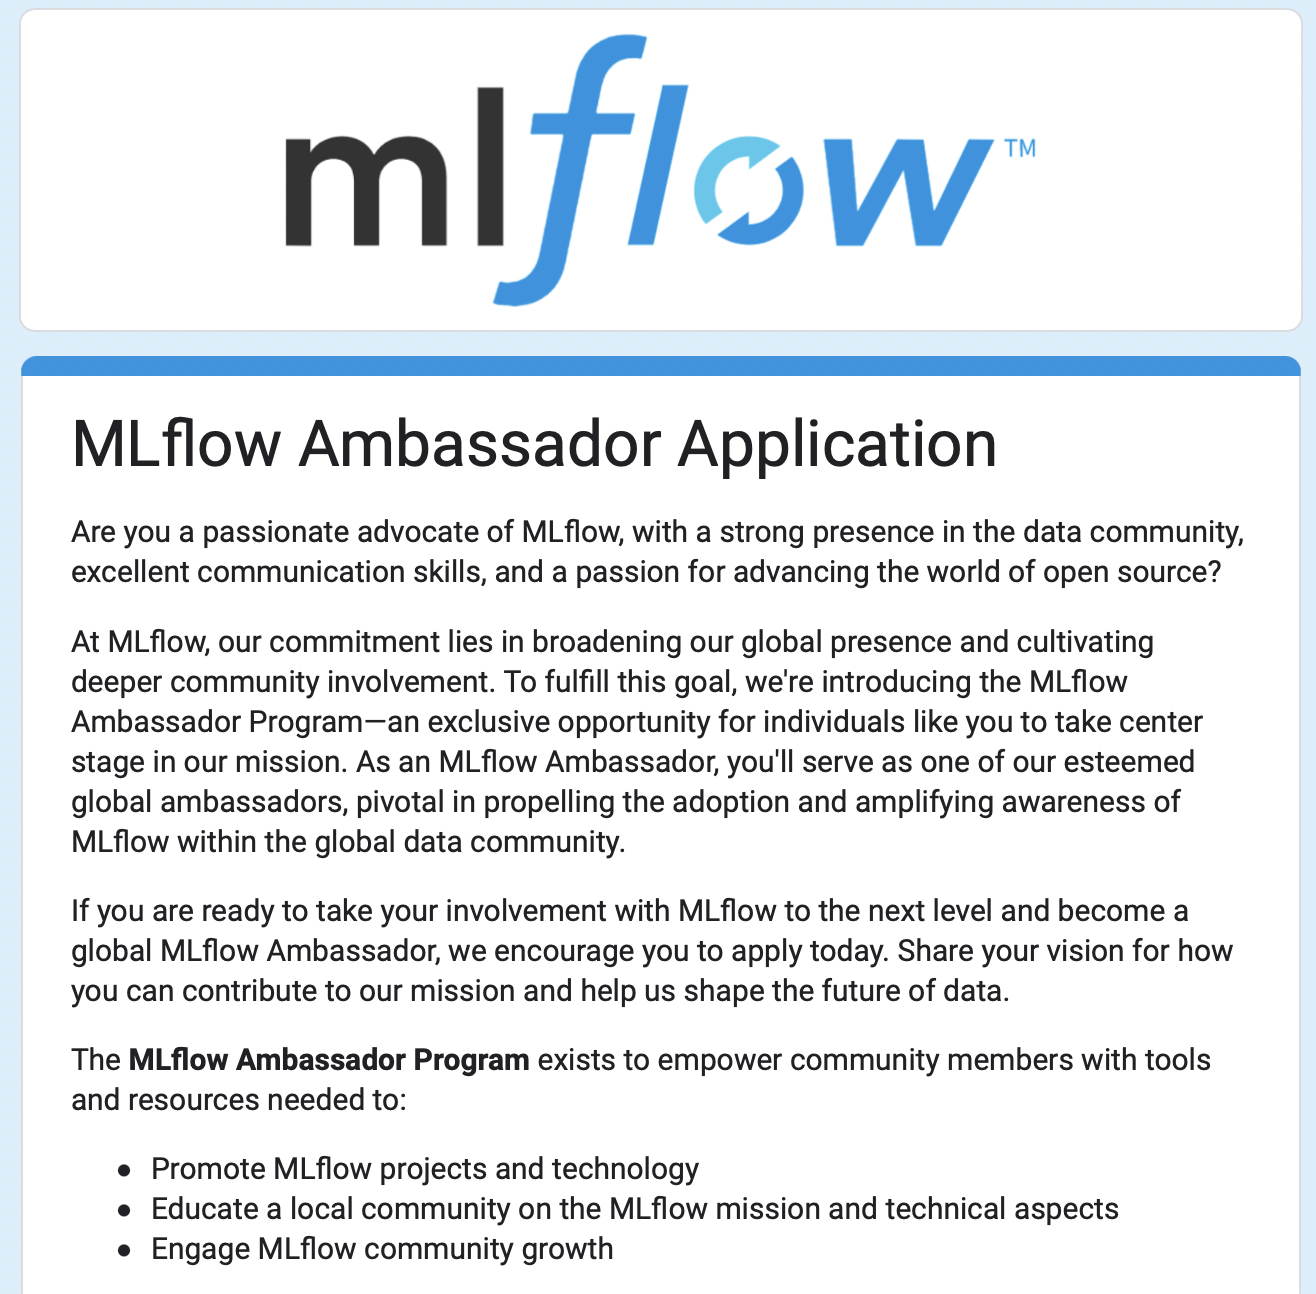 mlflow™
MLflow Ambassador Application
Are you a passionate advocate of MLflow, with a strong presence in the data community,
excellent communication skills, and a passion for advancing the world of open source?
At MLflow, our commitment lies in broadening our global presence and cultivating
deeper community involvement. To fulfill this goal, we're introducing the MLflow
Ambassador Program—an exclusive opportunity for individuals like you to take center
stage in our mission. As an MLflow Ambassador, you'll serve as one of our esteemed
global ambassadors, pivotal in propelling the adoption and amplifying awareness of
MLflow within the global data community.
If you are ready to take your involvement with MLflow to the next level and become a
global MLflow Ambassador, we encourage you to apply today. Share your vision for how
you can contribute to our mission and help us shape the future of data.
The MLflow Ambassador Program exists to empower community members with tools
and resources needed to:
● Promote MLflow projects and technology
● Educate a local community on the MLflow mission and technical aspects
● Engage MLflow community growth